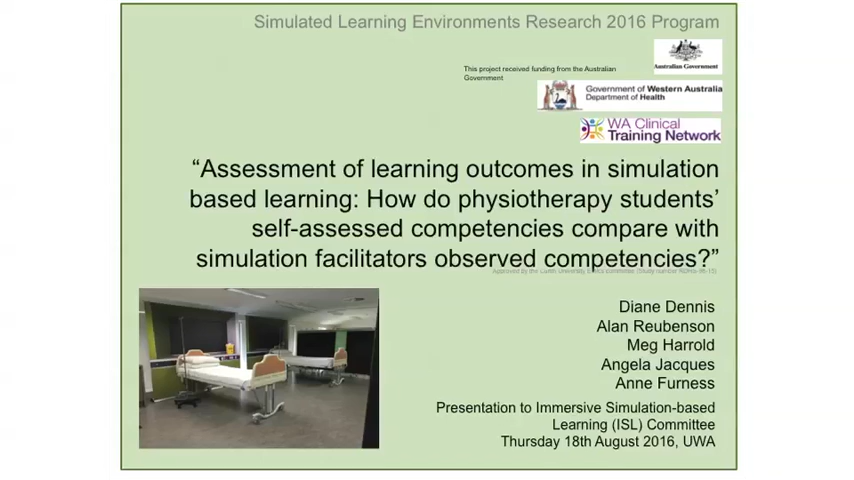 Simulated Learning Environments Research 2016 Program
Australian Government
This project received funding from the Australian
Government
Government of Western Australia
Department of Health
WA Clinical
Training Network
“Assessment of learning outcomes in simulation
based learning: How do physiotherapy students’
self-assessed competencies compare with
simulation facilitators observed competencies?”
Diane Dennis
Alan Reubenson
Meg Harrold
Angela Jacques
Anne Furness
Presentation to Immersive Simulation-based
Learning (ISL) Committee
Thursday 18th August 2016, UWA